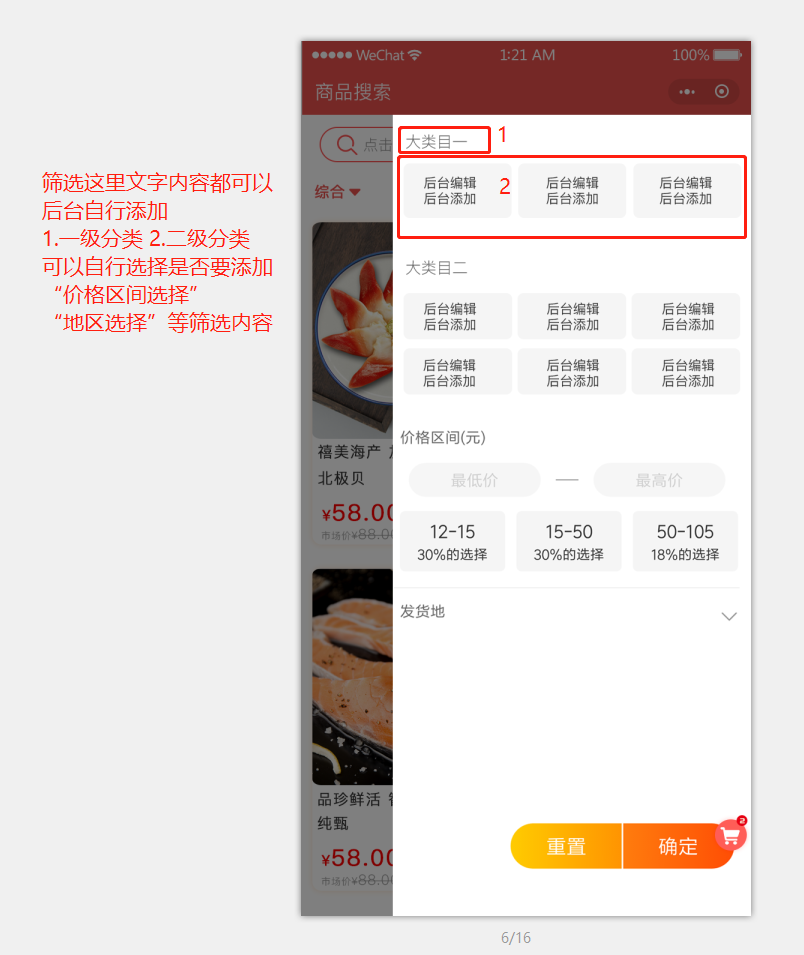 WeChat
1:21 AM
100%
商品搜索
点击
综合
筛选这里文字内容都可以
后台自行添加
1.一级分类 2.二级分类
可以自行选择是否要添加
“价格区间选择”
“地区选择”等筛选内容
大类目一
1
后台编辑
后台添加
2
后台编辑
后台添加
后台编辑
后台添加
大类目二
后台编辑
后台添加
后台编辑
后台添加
后台编辑
后台添加
后台编辑
后台添加
后台编辑
后台添加
后台编辑
后台添加
禧美海产
北极贝
¥58.00
市场价¥88.00
价格区间(元)
最低价 — 最高价
12-15
30%的选择
15-50
30%的选择
50-105
18%的选择
发货地
品珍鲜活
纯甄
¥58.00
市场价¥88.00
重置
确定
2
6/16